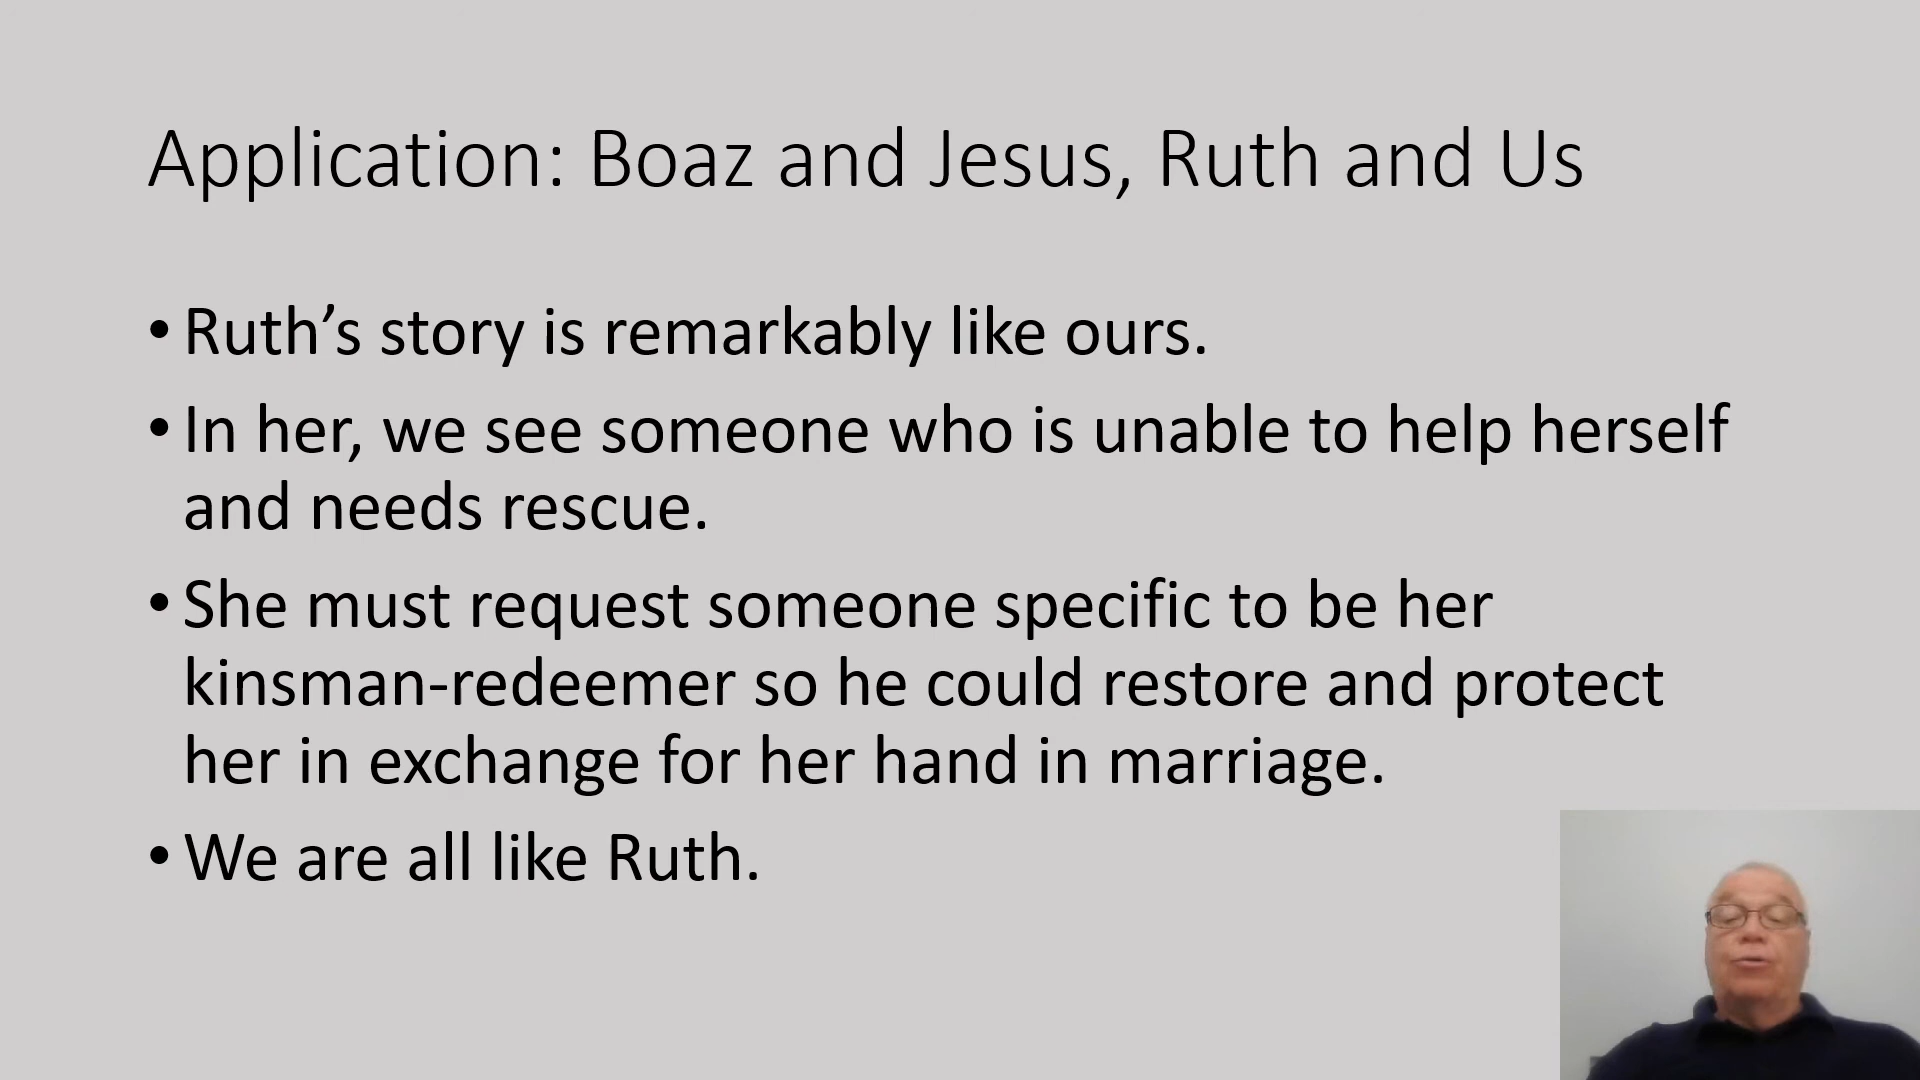 Application: Boaz and Jesus, Ruth and Us
• Ruth’s story is remarkably like ours.
• In her, we see someone who is unable to help herself
and needs rescue.
• She must request someone specific to be her
kinsman-redeemer so he could restore and protect
her in exchange for her hand in marriage.
• We are all like Ruth.